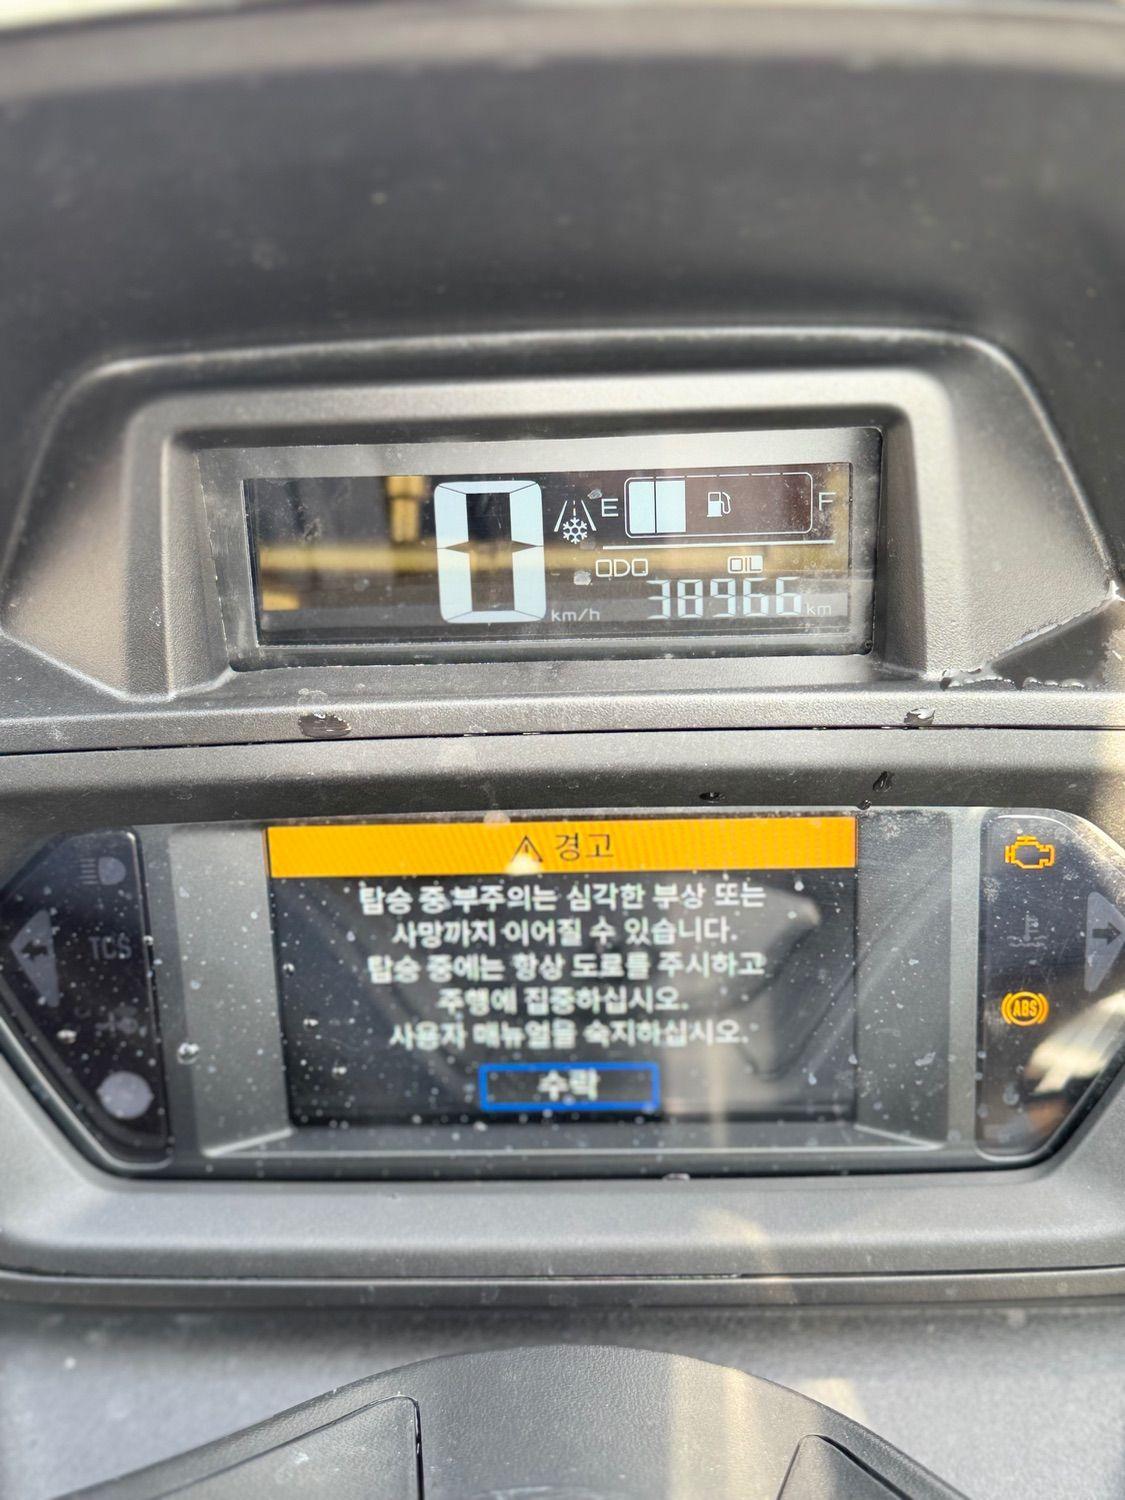 0
km/h
E
F
ODO
OIL
38966 km
경고
탑승 중 부주의는 심각한 부상 또는
사망까지 이어질 수 있습니다.
탑승 중에는 항상 도로를 주시하고
주행에 집중하십시오.
사용자 매뉴얼을 숙지하십시오.
수락
TCS
ABS